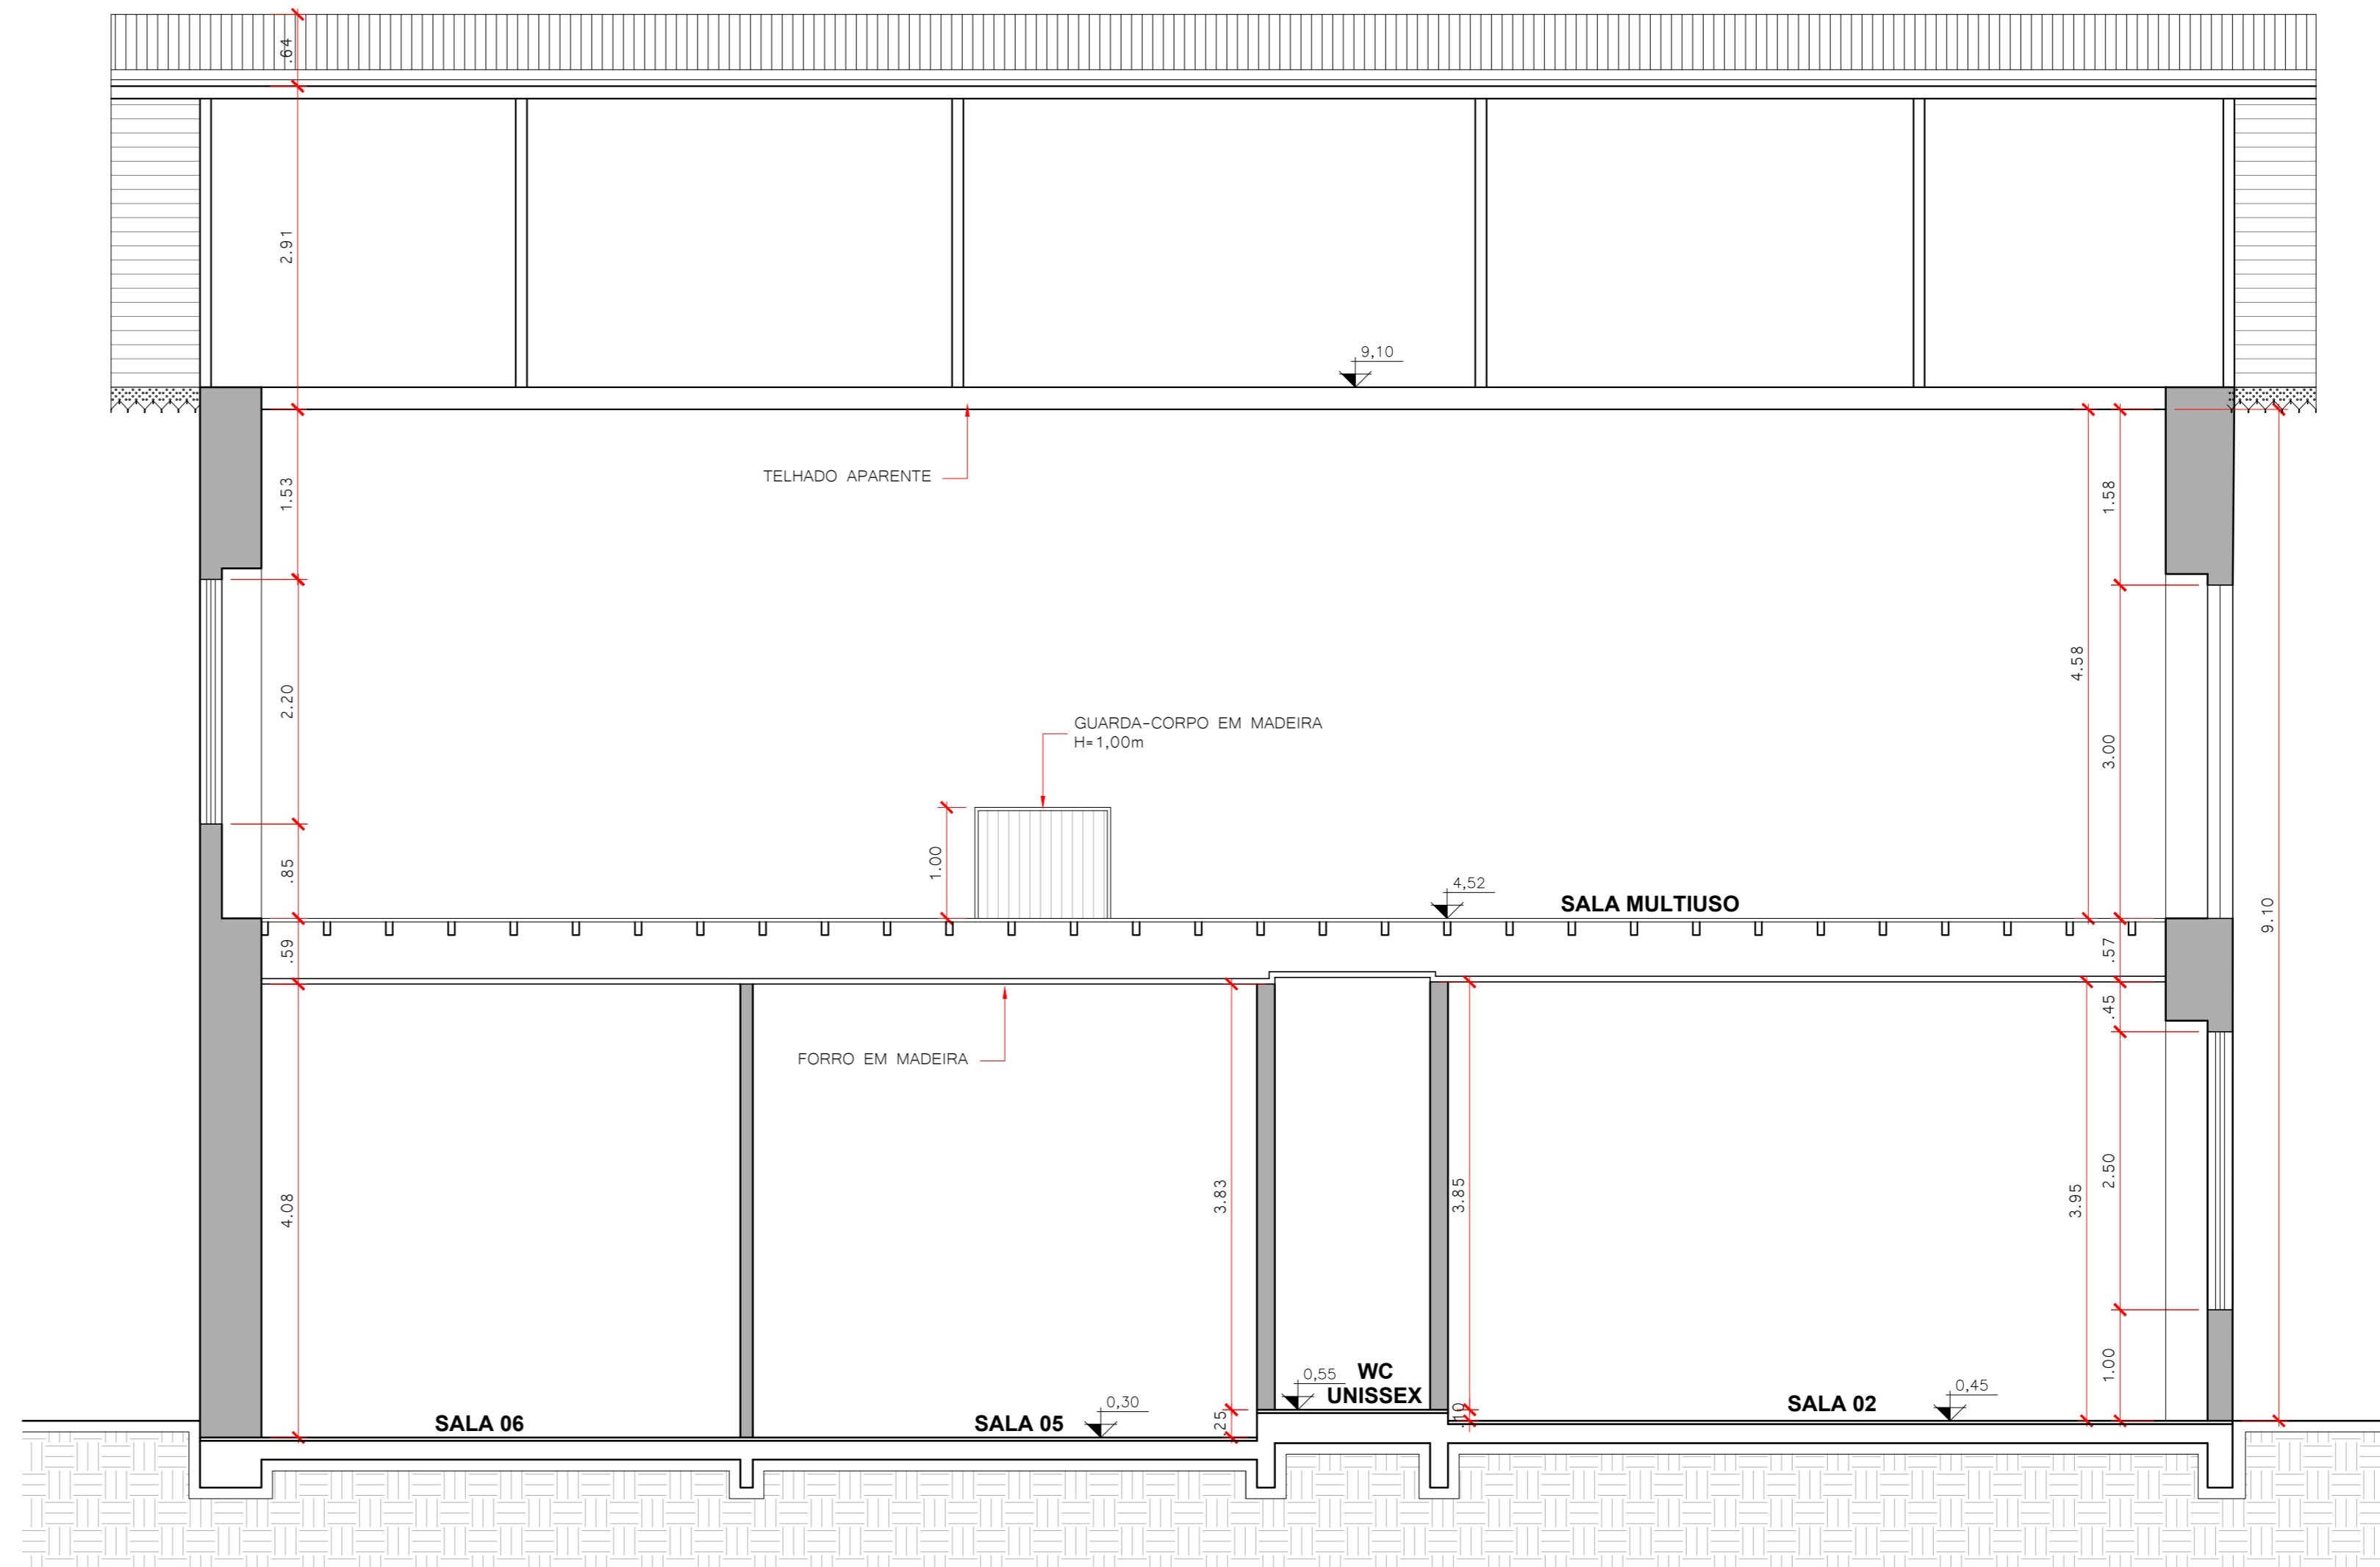 .64
2.91
9,10
TELHADO APARENTE
1.53
1.58
2.20
4.58
3.00
GUARDA-CORPO EM MADEIRA
H=1,00m
1.00
.85
4,52
SALA MULTIUSO
9.10
.59
.57
.45
FORRO EM MADEIRA
4.08
3.83
3.85
3.95
2.50
1.00
0,55
WC
UNISSEX
0,30
0,45
SALA 06
SALA 05
.25
.10
SALA 02